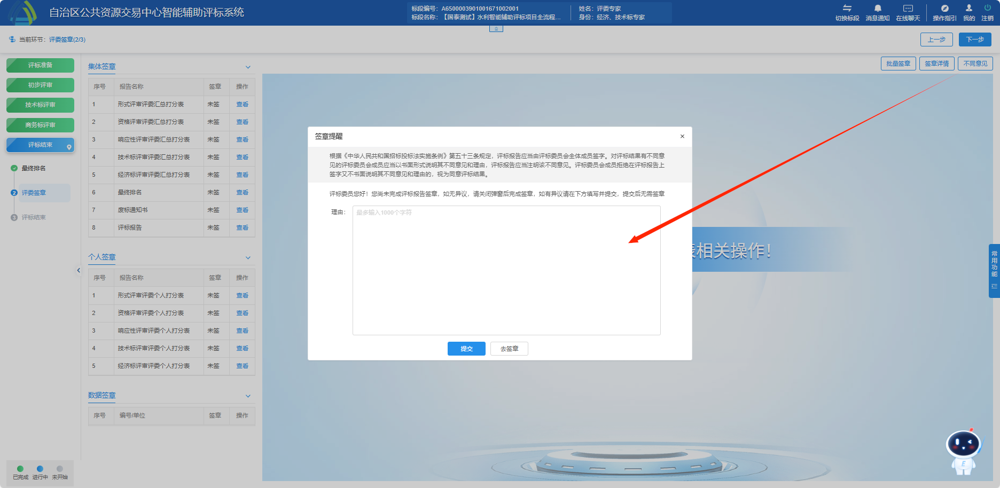 自治区公共资源交易中心智能辅助评标系统
标段编号：A6500003901001671002001
标段名称：【国泰测试】水利智能辅助评标项目全流程...
姓名：评委专家
身份：经济、技术标专家
切换标段
消息通知
在线聊天
操作指引
我的
注销
当前环节：评委签章(2/3)
上一步
下一步
评标准备
初步评审
技术标评审
商务标评审
评标结束
最终排名
2 评委签章
3 评标结束
已完成
进行中
未开始
集体签章
序号 报告名称 签章 操作
1 形式评审评委汇总打分表 未签 查看
2 资格评审评委汇总打分表 未签 查看
3 响应性评审评委汇总打分表 未签 查看
4 技术标评审评委汇总打分表 未签 查看
5 经济标评审评委汇总打分表 未签 查看
6 最终排名 未签 查看
7 废标通知书 未签 查看
8 评标报告 未签 查看
个人签章
序号 报告名称 签章 操作
1 形式评审评委个人打分表 未签 查看
2 资格评审评委个人打分表 未签 查看
3 响应性评审评委个人打分表 未签 查看
4 技术标评审评委个人打分表 未签 查看
5 经济标评审评委个人打分表 未签 查看
数据签章
序号 编号/单位 签章 操作
批量签章
签章详情
不同意见
签章提醒
×
根据《中华人民共和国招标投标法实施条例》第五十三条规定，评标报告应当由评标委员会全体成员签字。对评标结果有不同意
见的评标委员会成员应当以书面形式说明其不同意见和理由，评标报告应当注明该不同意见。评标委员会成员拒绝在评标报告上
签字又不书面说明其不同意见和理由的，视为同意评标结果。
评标委员您好！您尚未完成评标报告签章，如无异议，请关闭弹窗后完成签章，如有异议请在下方填写并提交，提交后无需签章
理由：
最多输入1000个字符
提交
去签章
相关操作！
常用功能
E